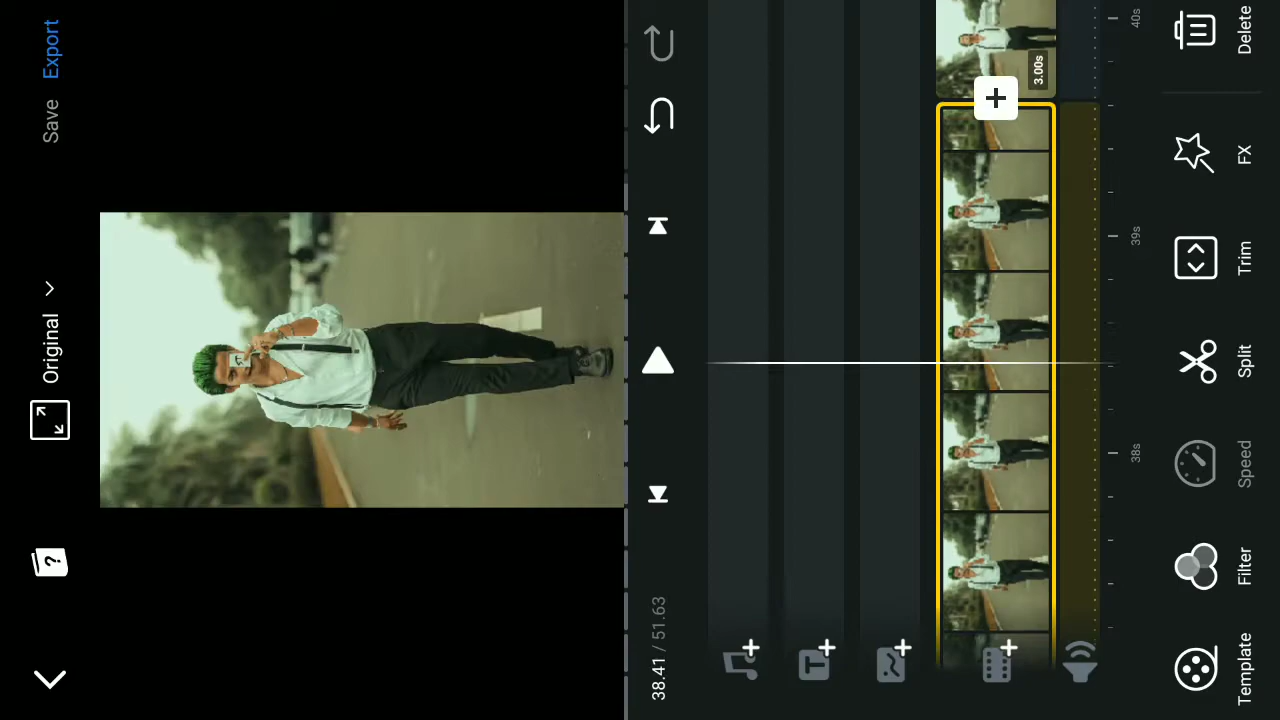 Original
Save
Export
38.41 / 51.63
3.00s
38s
39s
40s
Template
Filter
Speed
Split
Trim
FX
Delete